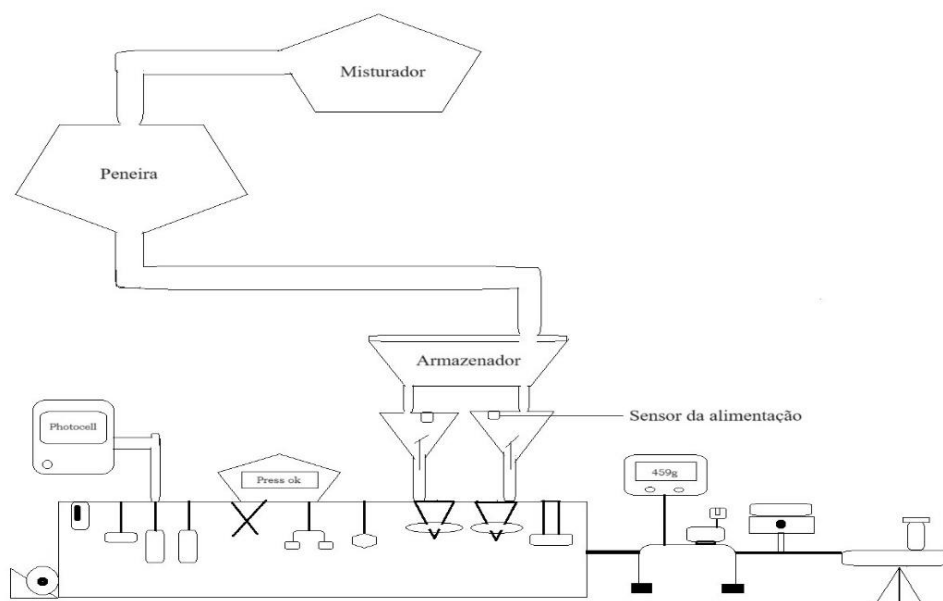 Misturador
Peneira
Armazenador
Sensor da alimentação
Photocell
Press ok
459g